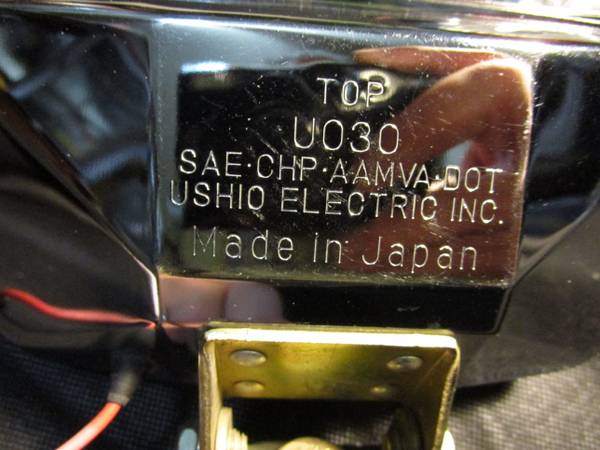 TOP
U030
SAE·CHP·AAMVA·DOT
USHIO ELECTRIC INC.
Made in Japan